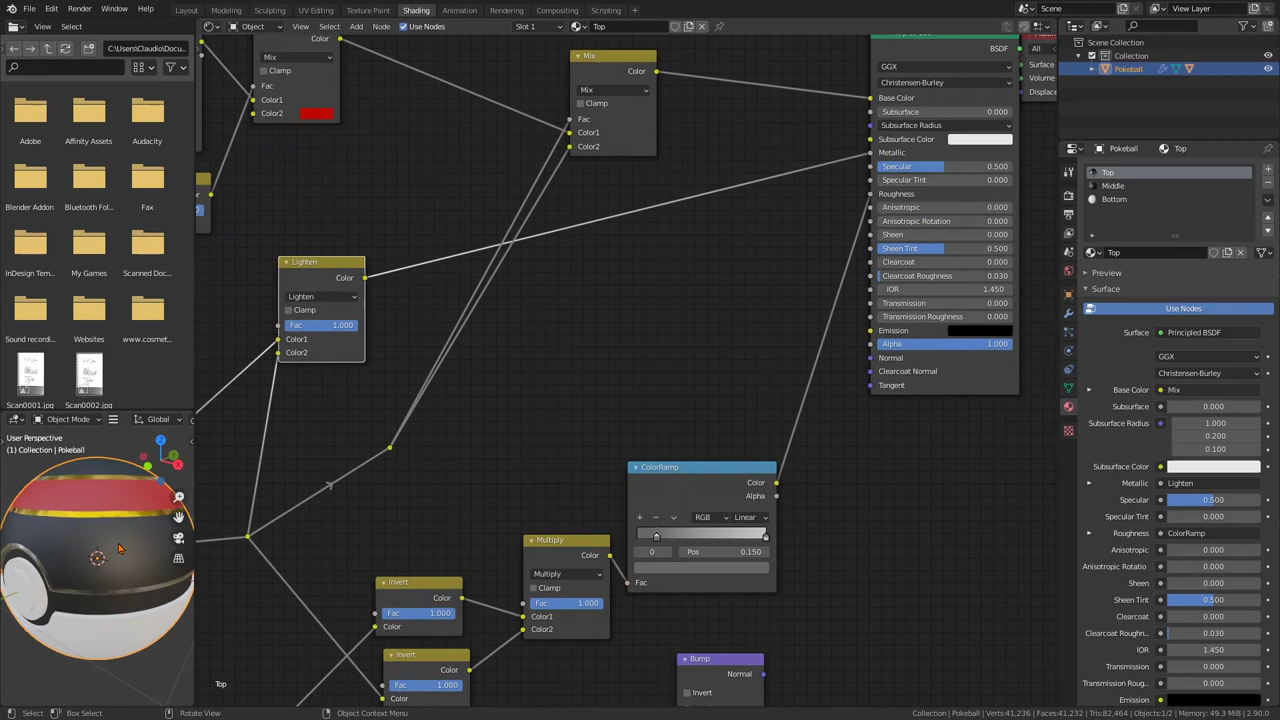 File Edit Render Window Help Layout Modeling Sculpting UV Editing Texture Paint Shading Animation Rendering Compositing Scripting + Scene View Layer
View Select Object View Select Add Node Use Nodes Slot 1 Top
C:\Users\Claudio\Docu...
Adobe Affinity Assets Audacity
Blender Addon Bluetooth Fol... Fax
InDesign Tem... My Games Scanned Doc...
Sound recordi... Websites www.cosmet...
Scan0001.jpg Scan0002.jpg
Object Mode Global
User Perspective
(1) Collection | Pokeball
Color
Mix
Clamp
Fac
Color1
Color2
Mix
Color
Mix
Clamp
Fac
Color1
Color2
Lighten
Color
Lighten
Clamp
Fac 1.000
Color1
Color2
Invert
Color
Fac 1.000
Color
Invert
Color
Fac 1.000
Color
Multiply
Color
Multiply
Clamp
Fac 1.000
Color1
Color2
ColorRamp
Color
Alpha
RGB Linear
0 Pos 0.150
Fac
Bump
Normal
Invert
Top
BSDF
GGX
Christensen-Burley
Base Color
Subsurface 0.000
Subsurface Radius
Subsurface Color
Metallic
Specular 0.500
Specular Tint 0.000
Roughness
Anisotropic 0.000
Anisotropic Rotation 0.000
Sheen 0.000
Sheen Tint 0.500
Clearcoat 0.000
Clearcoat Roughness 0.030
IOR 1.450
Transmission 0.000
Transmission Roughness 0.000
Emission
Alpha 1.000
Normal
Clearcoat Normal
Tangent
All
Surface
Volume
Displac
Scene Collection
Collection
Pokeball
Pokeball Top
Top
Middle
Bottom
Top
Preview
Surface
Use Nodes
Surface Principled BSDF
GGX
Christensen-Burley
Base Color Mix
Subsurface 0.000
Subsurface Radius 1.000
0.200
0.100
Subsurface Color
Metallic Lighten
Specular 0.500
Specular Tint 0.000
Roughness ColorRamp
Anisotropic 0.000
Anisotropic Rotatio 0.000
Sheen 0.000
Sheen Tint 0.500
Clearcoat 0.000
Clearcoat Roughn... 0.030
IOR 1.450
Transmission 0.000
Transmission Roug... 0.000
Emission
Select Box Select Rotate View Object Context Menu Collection | Pokeball | Verts:41,236 | Faces:41,232 | Tris:82,464 | Objects:1/2 | Memory: 49.3 MiB | 2.90.0